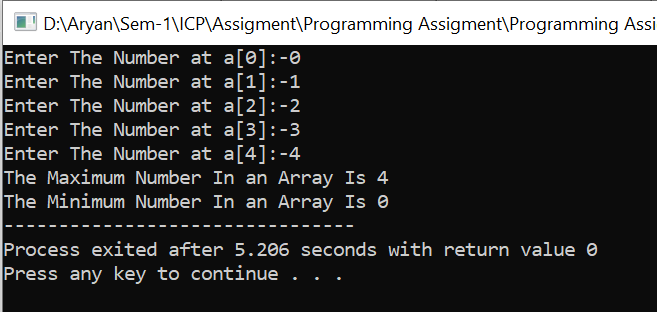 D:\Aryan\Sem-1\ICP\Assigment\Programming Assigment\Programming Assi
Enter The Number at a[0]:-0
Enter The Number at a[1]:-1
Enter The Number at a[2]:-2
Enter The Number at a[3]:-3
Enter The Number at a[4]:-4
The Maximum Number In an Array Is 4
The Minimum Number In an Array Is 0
--------------------------------
Process exited after 5.206 seconds with return value 0
Press any key to continue . . .